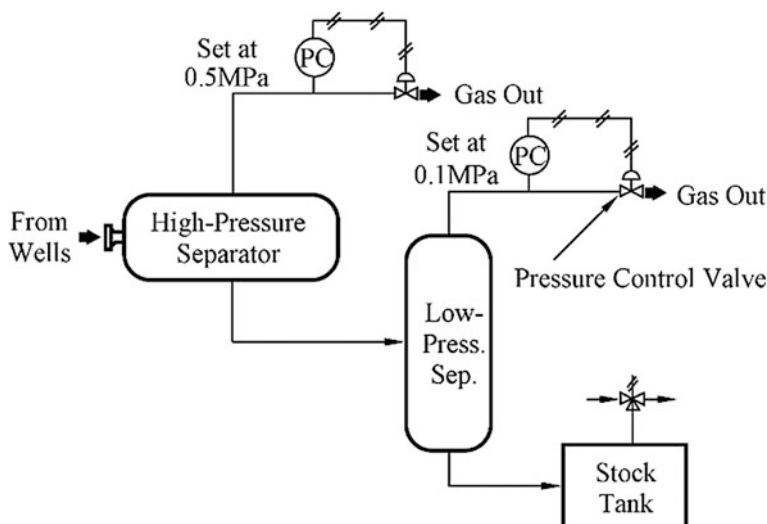 Set at
0.5MPa
PC
Gas Out
Set at
0.1MPa
PC
Gas Out
From
Wells
High-Pressure
Separator
Pressure Control Valve
Low-
Press.
Sep.
Stock
Tank